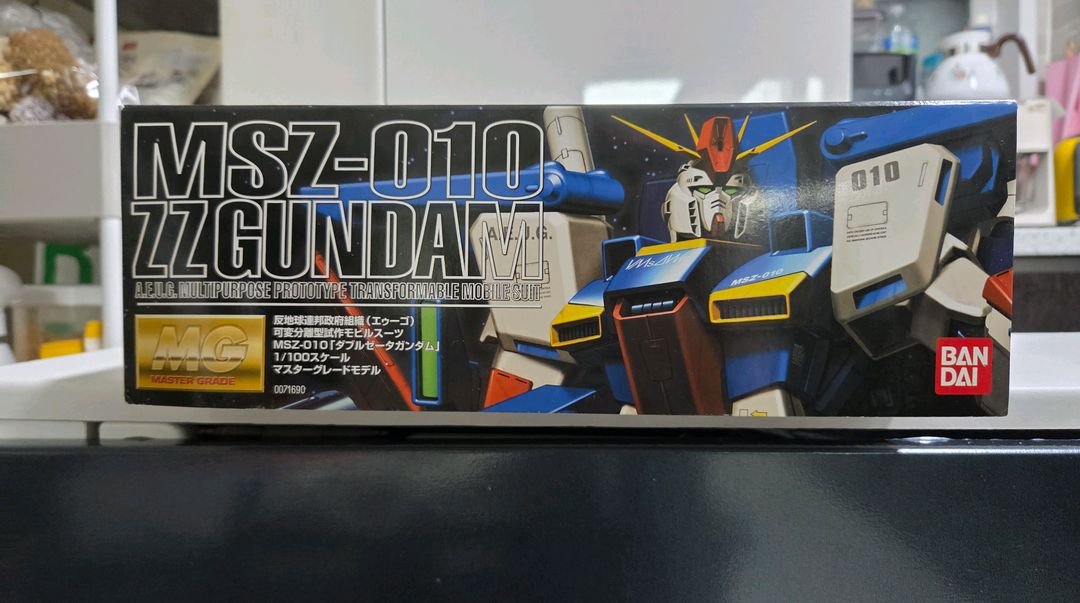 MSZ-010
ZZ GUNDAM
A.E.U.G. MULTIPURPOSE PROTOTYPE TRANSFORMABLE MOBILE SUIT
MG
MASTER GRADE
反地球連邦政府組織(エゥーゴ)
可変分離型試作モビルスーツ
MSZ-010「ダブルゼータガンダム」
1/100スケール
マスターグレードモデル
0071690
A.E.U.G.
MSZ-010
010
BAN
DAI